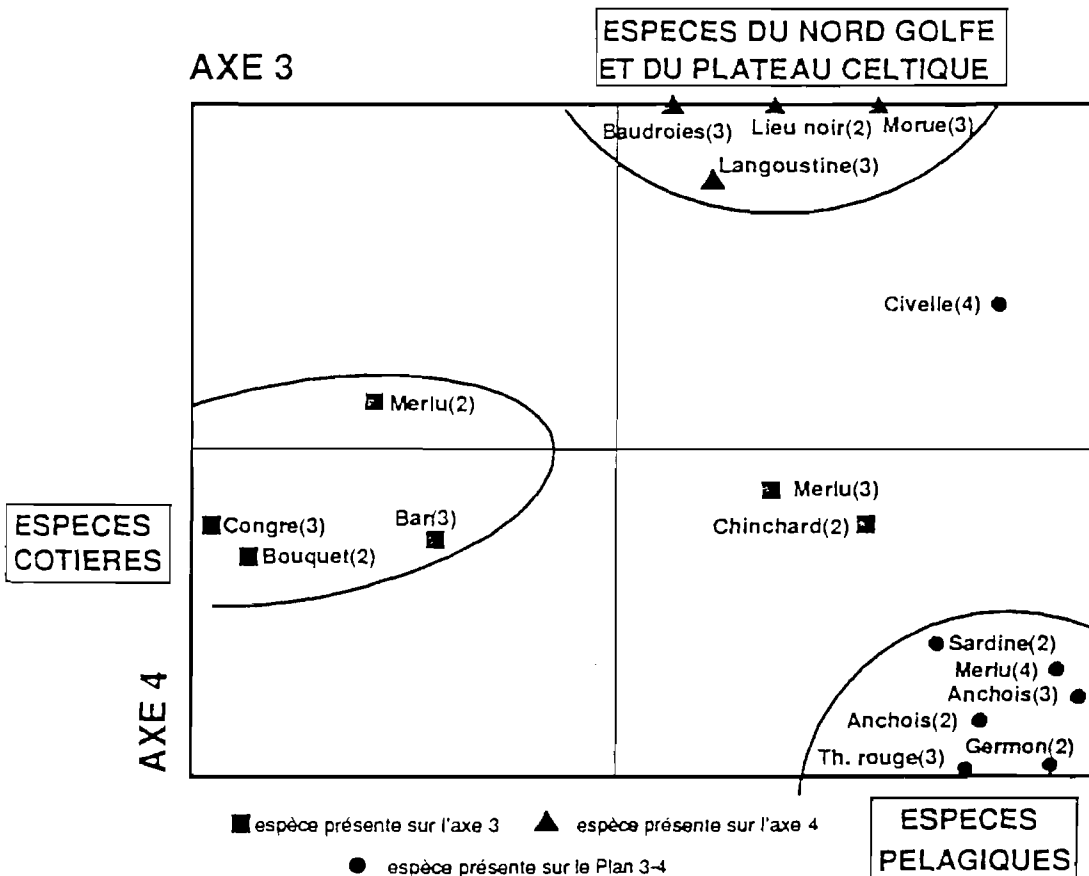 ESPECES DU NORD GOLFE
ET DU PLATEAU CELTIQUE
AXE 3
Baudroies(3)
Lieu noir(2)
Morue(3)
Langoustine(3)
Civelle(4)
Merlu(2)
Merlu(3)
Chinchard(2)
ESPECES
COTIERES
Congre(3)
Bar(3)
Bouquet(2)
Sardine(2)
Merlu(4)
Anchois(3)
Anchois(2)
Germon(2)
Th. rouge(3)
AXE 4
espèce présente sur l'axe 3
espèce présente sur l'axe 4
espèce présente sur le Plan 3-4
ESPECES
PELAGIQUES